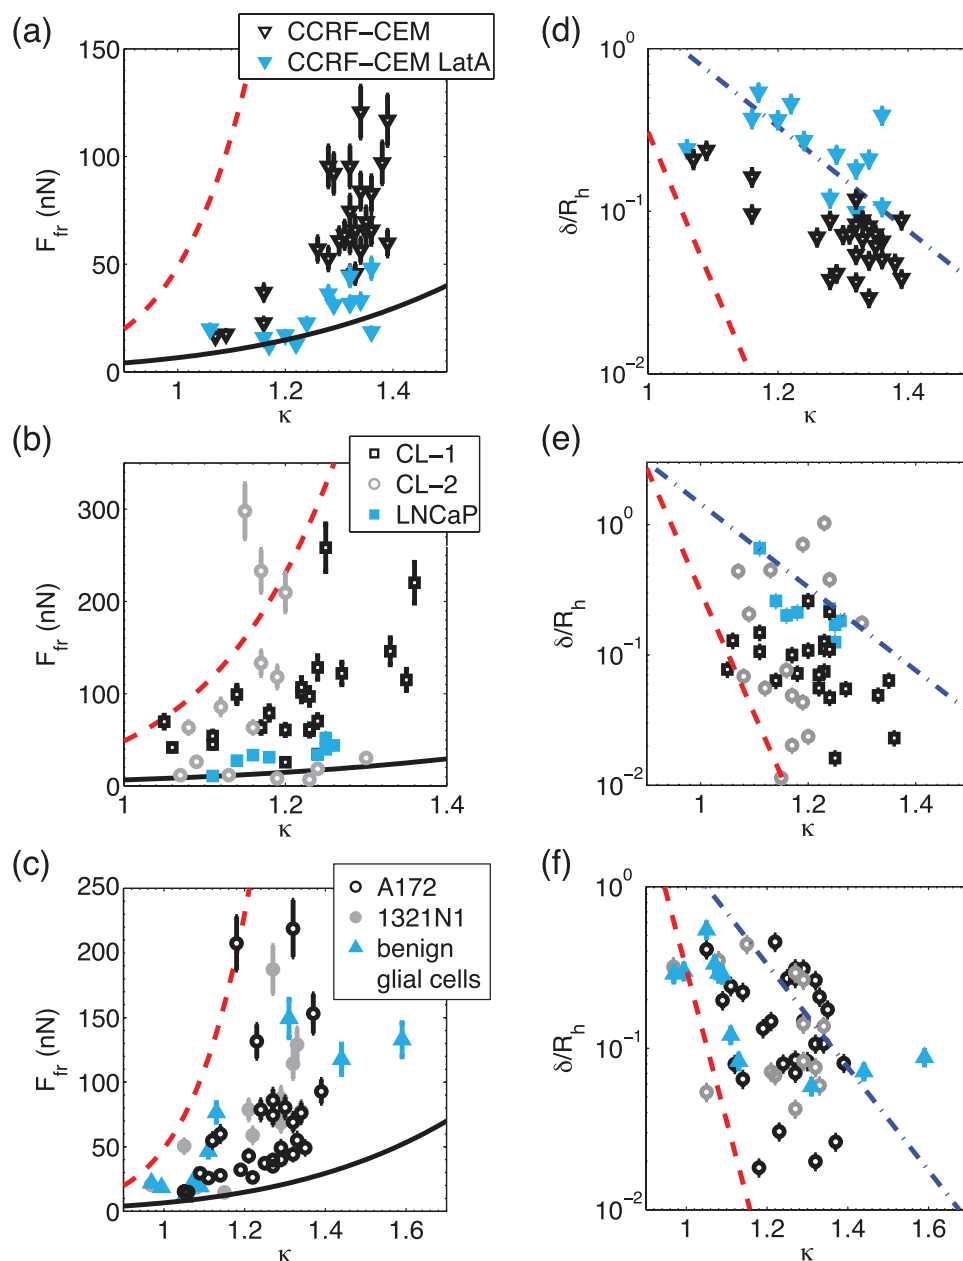 (a)
CCRF−CEM
CCRF−CEM LatA
150
100
50
0
F_fr (nN)
1
1.2
1.4
κ
(d)
10^0
10^−1
10^−2
δ/R_h
1
1.2
1.4
κ
(b)
CL−1
CL−2
LNCaP
300
200
100
0
F_fr (nN)
1
1.2
1.4
κ
(e)
10^0
10^−1
10^−2
δ/R_h
1
1.2
1.4
κ
(c)
A172
1321N1
benign
glial cells
250
200
150
100
50
0
F_fr (nN)
1
1.2
1.4
1.6
κ
(f)
10^0
10^−1
10^−2
δ/R_h
1
1.2
1.4
1.6
κ